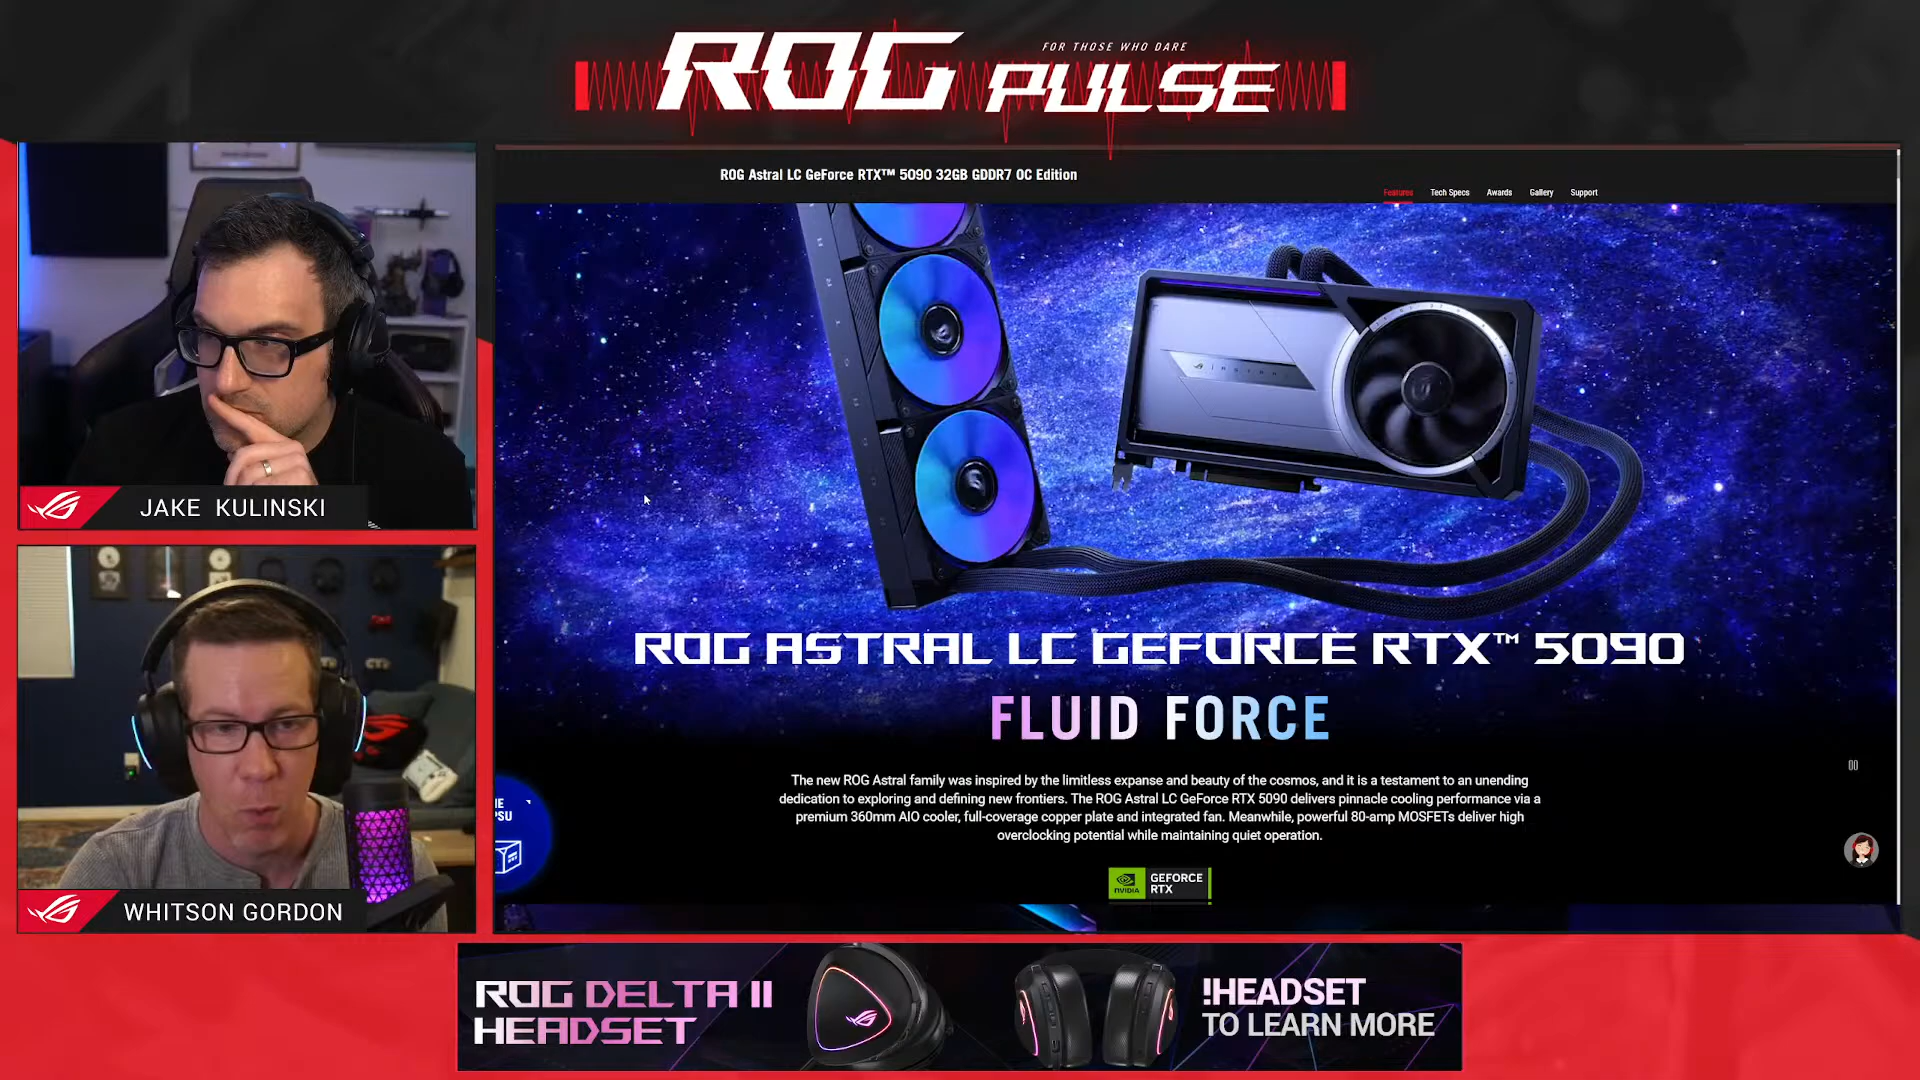 FOR THOSE WHO DARE
ROG PULSE
ROG Astral LC GeForce RTX™ 5090 32GB GDDR7 OC Edition
Features Tech Specs Awards Gallery Support
JAKE KULINSKI
WHITSON GORDON
ROG ASTRAL LC GEFORCE RTX™ 5090
FLUID FORCE
The new ROG Astral family was inspired by the limitless expanse and beauty of the cosmos, and it is a testament to an unending
dedication to exploring and defining new frontiers. The ROG Astral LC GeForce RTX 5090 delivers pinnacle cooling performance via a
premium 360mm AIO cooler, full-coverage copper plate and integrated fan. Meanwhile, powerful 80-amp MOSFETs deliver high
overclocking potential while maintaining quiet operation.
NVIDIA
GEFORCE
RTX
ROG DELTA II
HEADSET
!HEADSET
TO LEARN MORE